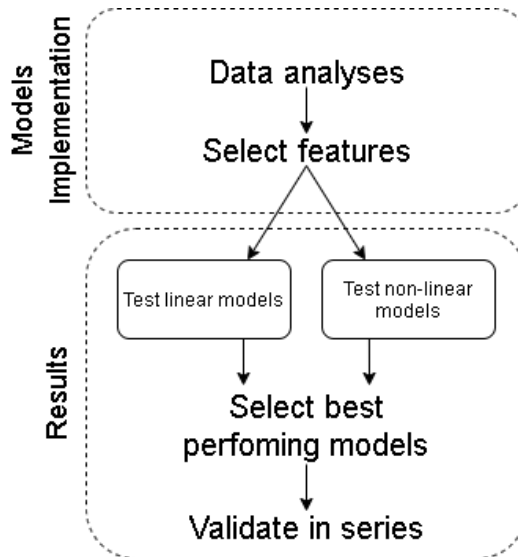 Models
Implementation
Data analyses
Select features
Results
Test linear models
Test non-linear
models
Select best
perfoming models
Validate in series